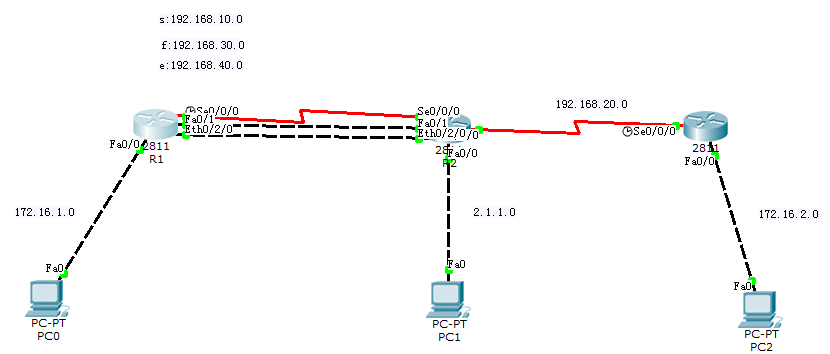 s:192.168.10.0
f:192.168.30.0
e:192.168.40.0
Se0/0/0
Fa0/1
Eth0/2/0
Fa0/0
2811
R1
Se0/0/0
Fa0/1
Eth0/2/0
Fa0/0
R2
192.168.20.0
Se0/0/0
2811
Fa0/0
172.16.1.0
2.1.1.0
172.16.2.0
Fa0
PC-PT
PC0
Fa0
PC-PT
PC1
Fa0
PC-PT
PC2